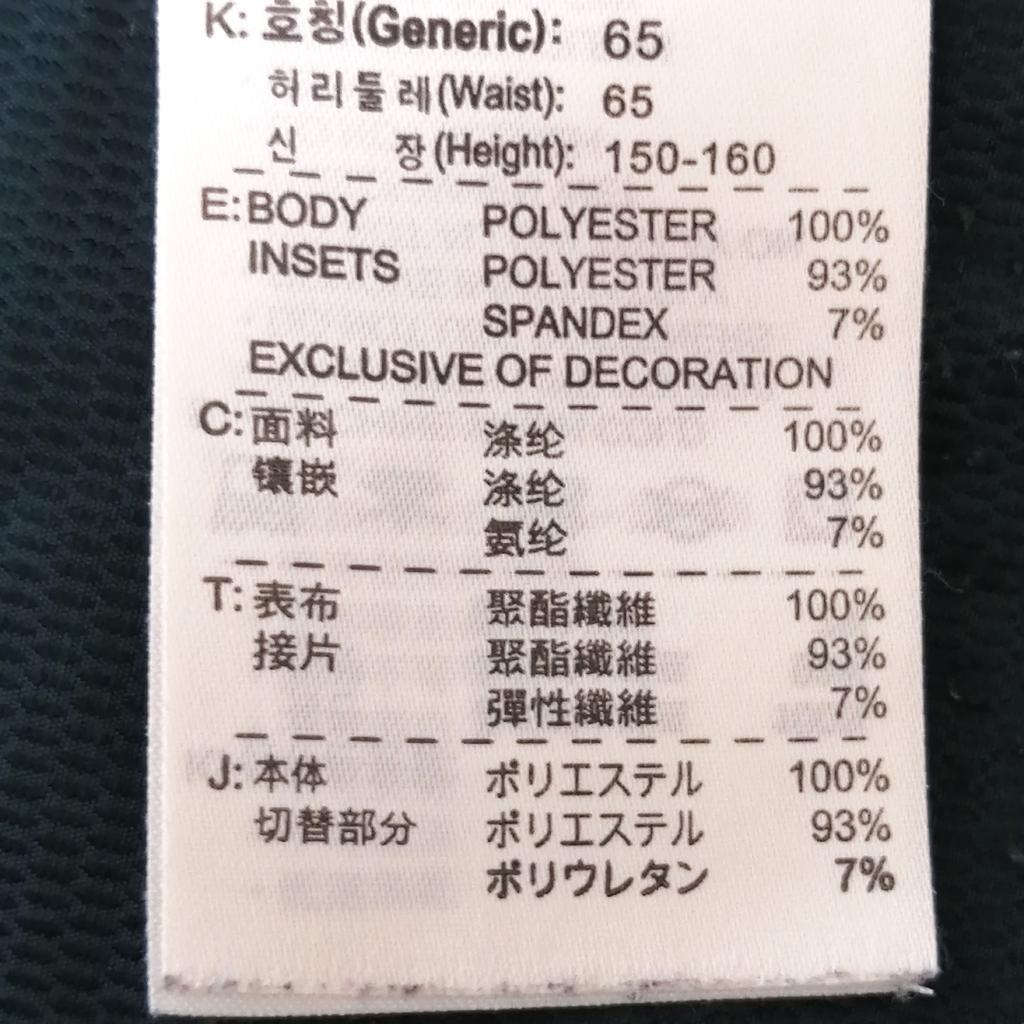 K: 호칭(Generic): 65
허리둘레(Waist): 65
신 장(Height): 150-160
E: BODY POLYESTER 100%
INSETS POLYESTER 93%
SPANDEX 7%
EXCLUSIVE OF DECORATION
C: 面料 涤纶 100%
镶嵌 涤纶 93%
氨纶 7%
T: 表布 聚酯纖維 100%
接片 聚酯纖維 93%
彈性纖維 7%
J: 本体 ポリエステル 100%
切替部分 ポリエステル 93%
ポリウレタン 7%